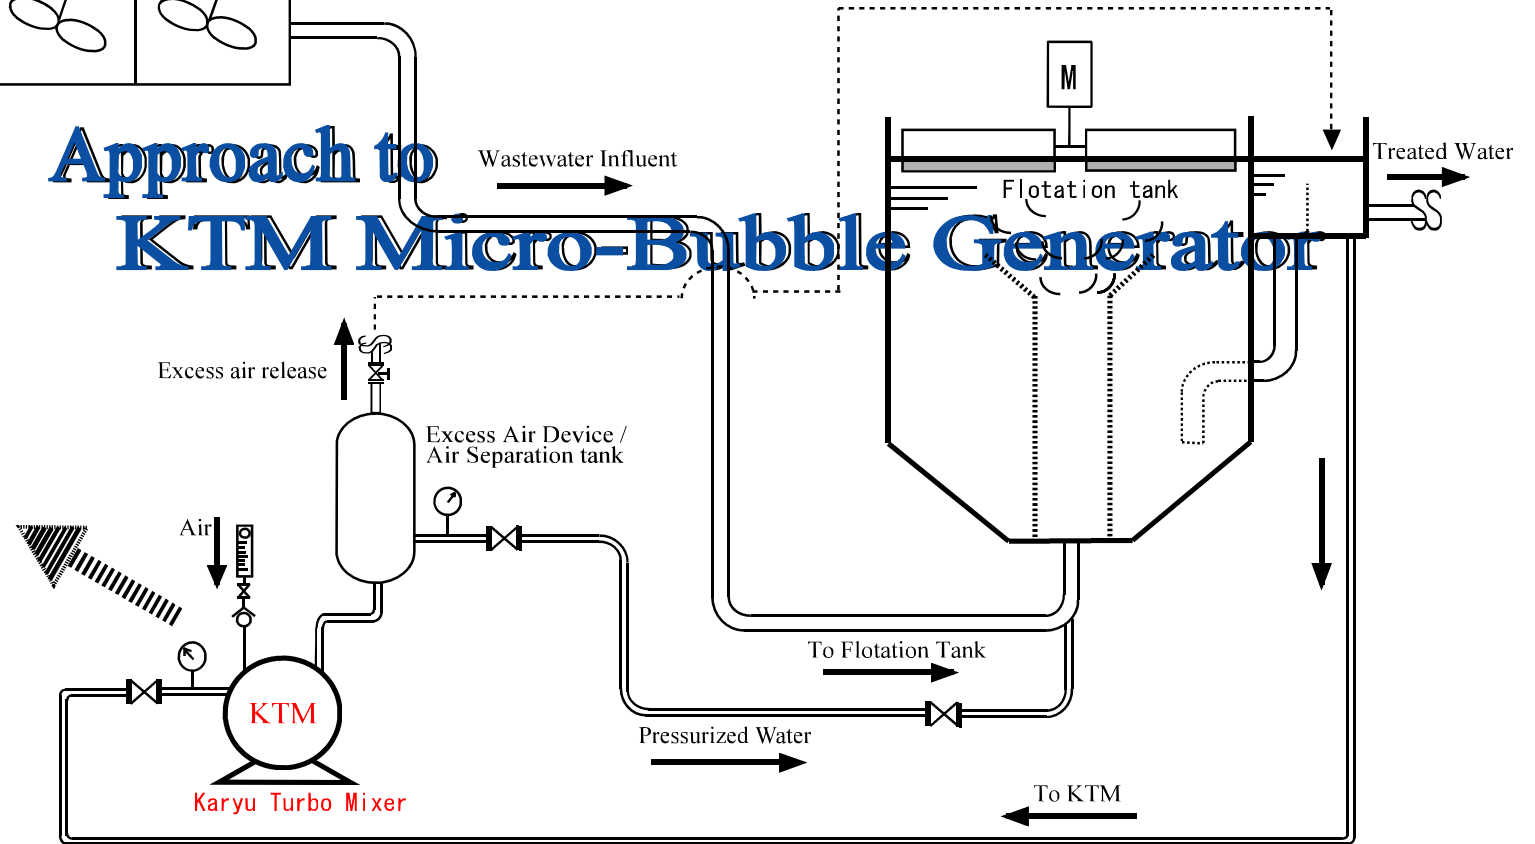 M
Approach to
Wastewater Influent
Treated Water
Flotation tank
KTM Micro-Bubble Generator
Excess air release
Excess Air Device /
Air Separation tank
Air
To Flotation Tank
KTM
Pressurized Water
To KTM
Karyu Turbo Mixer